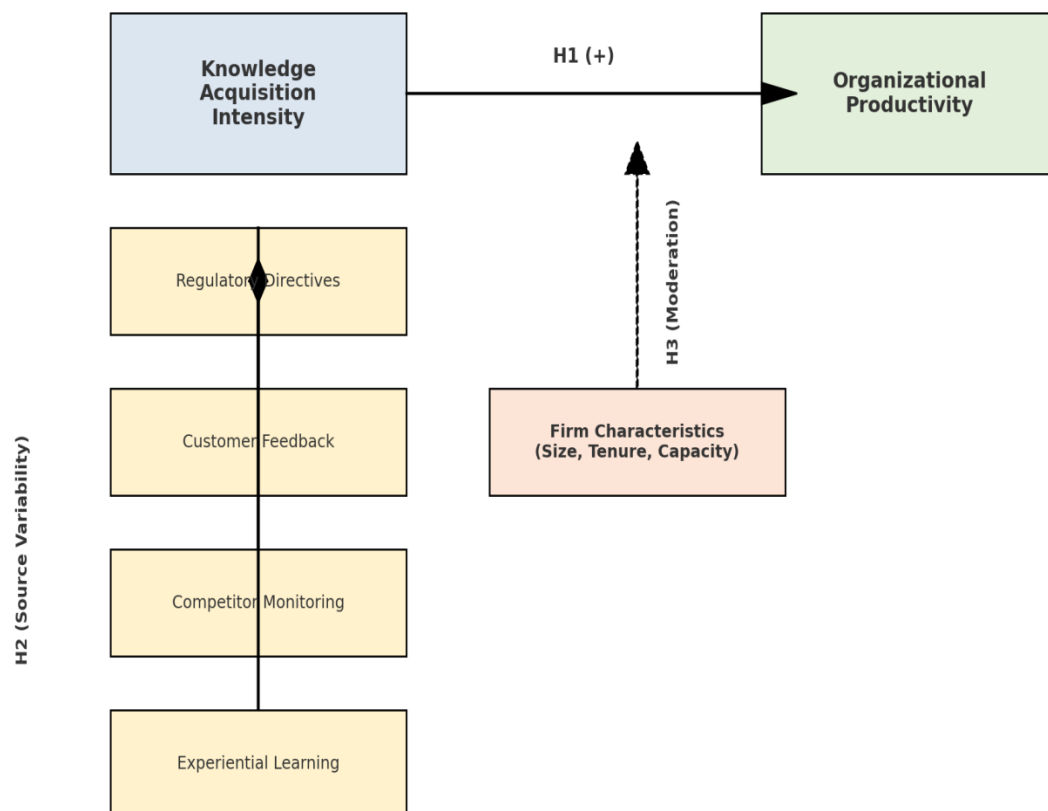 Knowledge
Acquisition
Intensity
H1 (+)
Organizational
Productivity
Regulatory Directives
H3 (Moderation)
Customer Feedback
Firm Characteristics
(Size, Tenure, Capacity)
H2 (Source Variability)
Competitor Monitoring
Experiential Learning